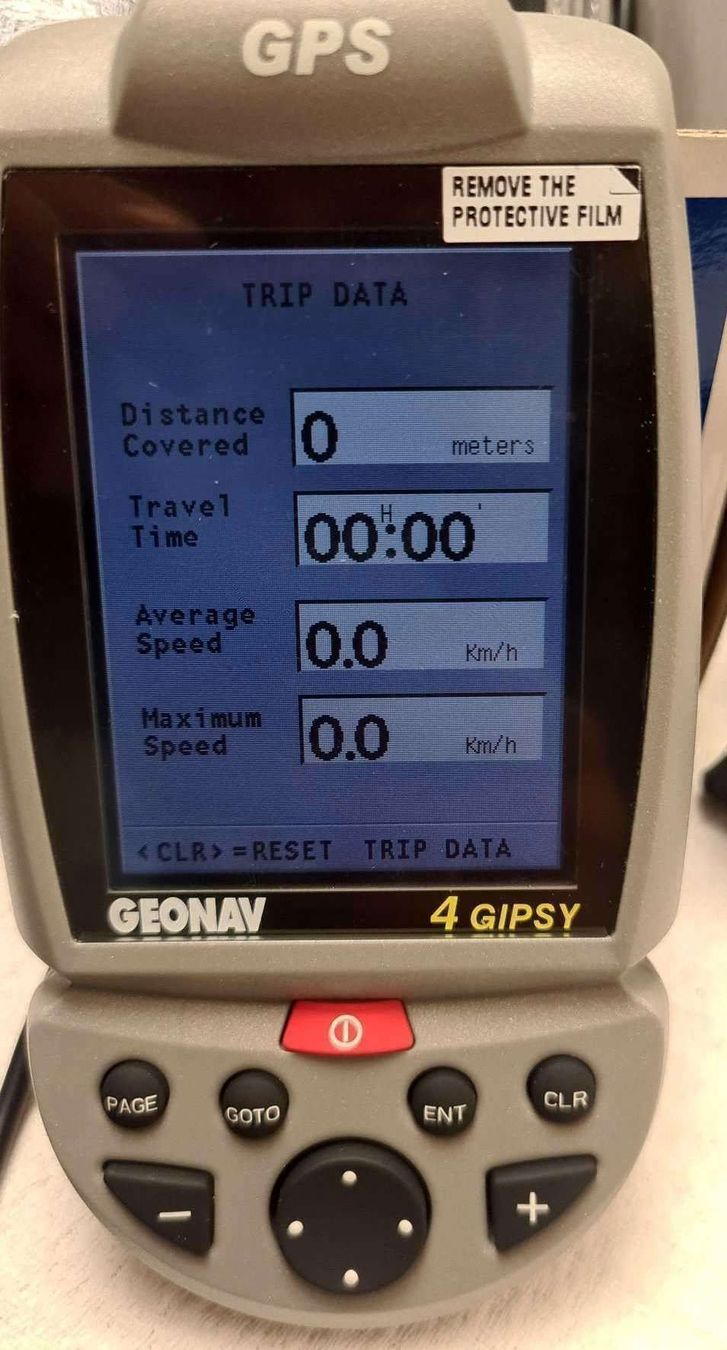 GPS
REMOVE THE
PROTECTIVE FILM
TRIP DATA
Distance
Covered
0 meters
Travel
Time
00H:00'
Average
Speed
0.0 Km/h
Maximum
Speed
0.0 Km/h
<CLR>=RESET TRIP DATA
GEONAV 4 GIPSY
PAGE GOTO ENT CLR
− +